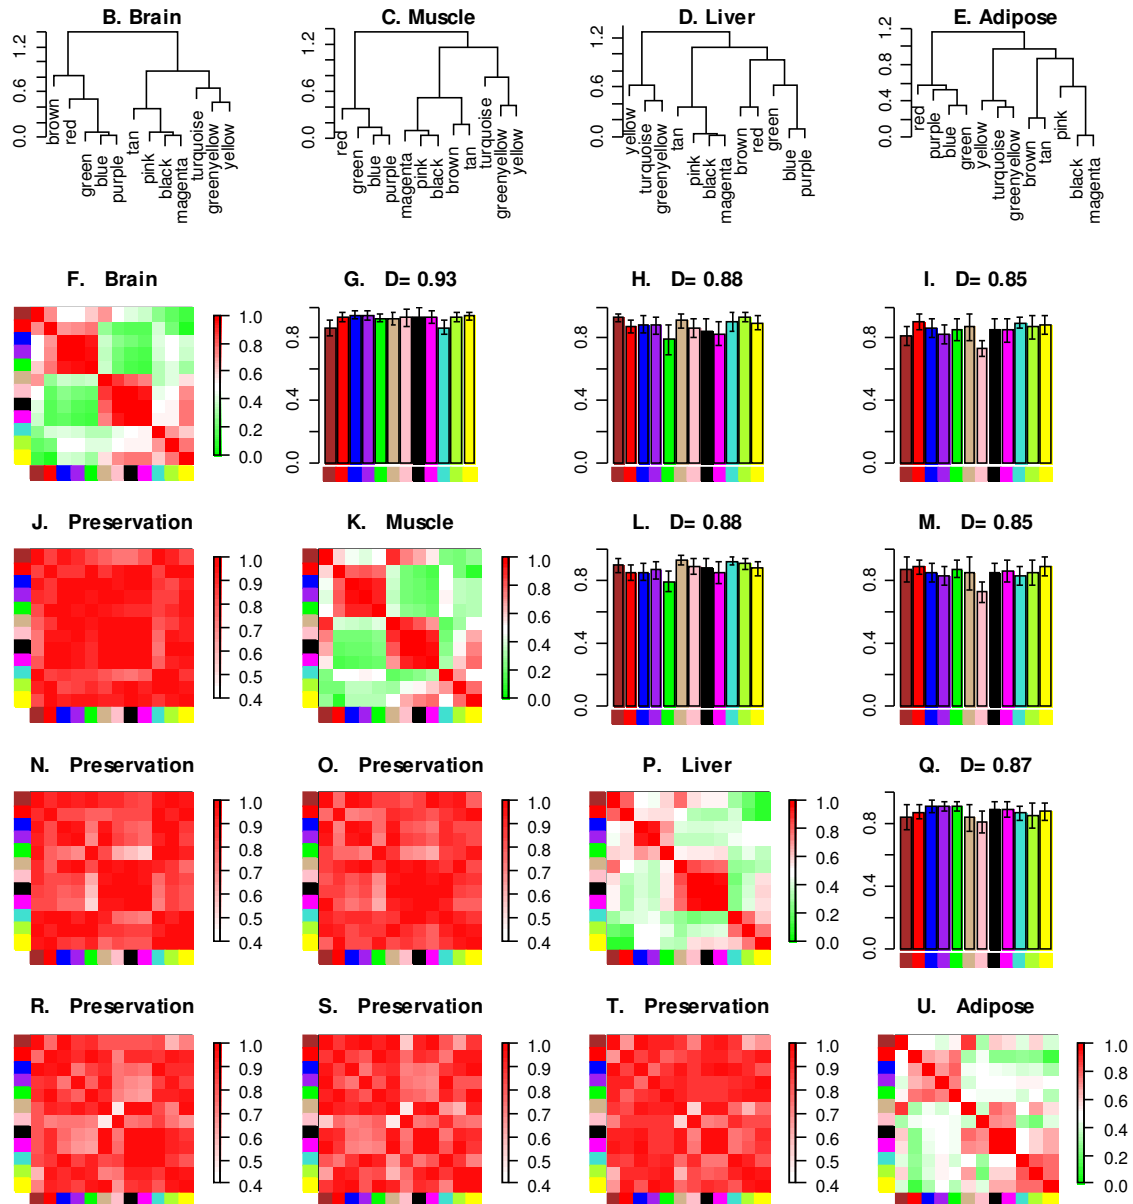 B. Brain
C. Muscle
D. Liver
E. Adipose
0.0 0.6 1.2
brown
red
green
blue
purple
tan
pink
black
magenta
turquoise
greenyellow
yellow
0.0 0.6 1.2
red
green
blue
purple
magenta
pink
black
brown
tan
turquoise
greenyellow
yellow
0.0 0.6 1.2
yellow
turquoise
greenyellow
tan
pink
black
magenta
brown
red
green
blue
purple
0.0 0.4 0.8 1.2
red
purple
blue
green
yellow
turquoise
greenyellow
brown
tan
pink
black
magenta
F. Brain
1.0
0.8
0.6
0.4
0.2
0.0
G. D= 0.93
0.0 0.4 0.8
H. D= 0.88
0.0 0.4 0.8
I. D= 0.85
0.0 0.4 0.8
J. Preservation
1.0
0.9
0.8
0.7
0.6
0.5
0.4
K. Muscle
1.0
0.8
0.6
0.4
0.2
0.0
L. D= 0.88
0.0 0.4 0.8
M. D= 0.85
0.0 0.4 0.8
N. Preservation
1.0
0.9
0.8
0.7
0.6
0.5
0.4
O. Preservation
1.0
0.9
0.8
0.7
0.6
0.5
0.4
P. Liver
1.0
0.8
0.6
0.4
0.2
0.0
Q. D= 0.87
0.0 0.4 0.8
R. Preservation
1.0
0.9
0.8
0.7
0.6
0.5
0.4
S. Preservation
1.0
0.9
0.8
0.7
0.6
0.5
0.4
T. Preservation
1.0
0.9
0.8
0.7
0.6
0.5
0.4
U. Adipose
1.0
0.8
0.6
0.4
0.2
0.0